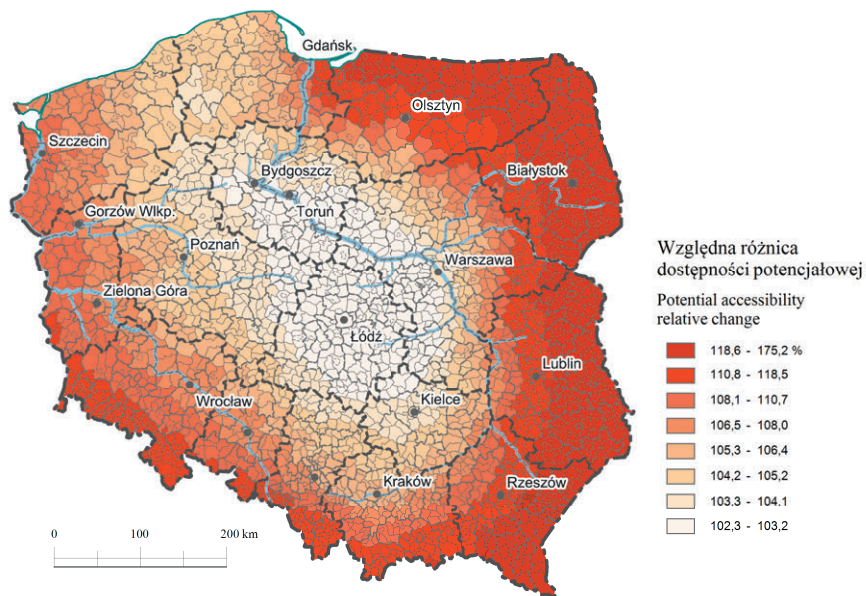 Gdańsk
Olsztyn
Szczecin
Białystok
Bydgoszcz
Toruń
Gorzów Wlkp.
Poznań
Warszawa
Zielona Góra
Łódź
Lublin
Wrocław
Kielce
Kraków
Rzeszów
0 100 200 km
Względna różnica
dostępności potencjałowej
Potential accessibility
relative change
118,6 - 175,2 %
110,8 - 118,5
108,1 - 110,7
106,5 - 108,0
105,3 - 106,4
104,2 - 105,2
103.3 - 104.1
102,3 - 103,2